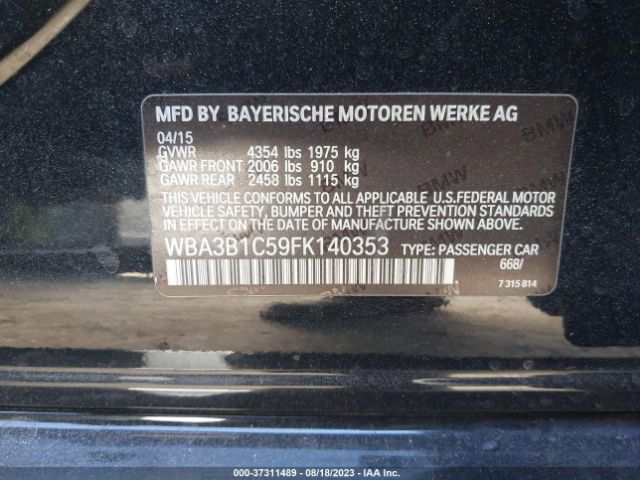 MFD BY BAYERISCHE MOTOREN WERKE AG
04/15
GVWR 4354 lbs 1975 kg
GAWR FRONT 2006 lbs 910 kg
GAWR REAR 2458 lbs 1115 kg
THIS VEHICLE CONFORMS TO ALL APPLICABLE U.S.FEDERAL MOTOR
VEHICLE SAFETY, BUMPER AND THEFT PREVENTION STANDARDS
IN EFFECT ON THE DATE OF MANUFACTURE SHOWN ABOVE.
WBA3B1C59FK140353 TYPE: PASSENGER CAR
668/
7 315 814
000-37311489 - 08/18/2023 - IAA Inc.